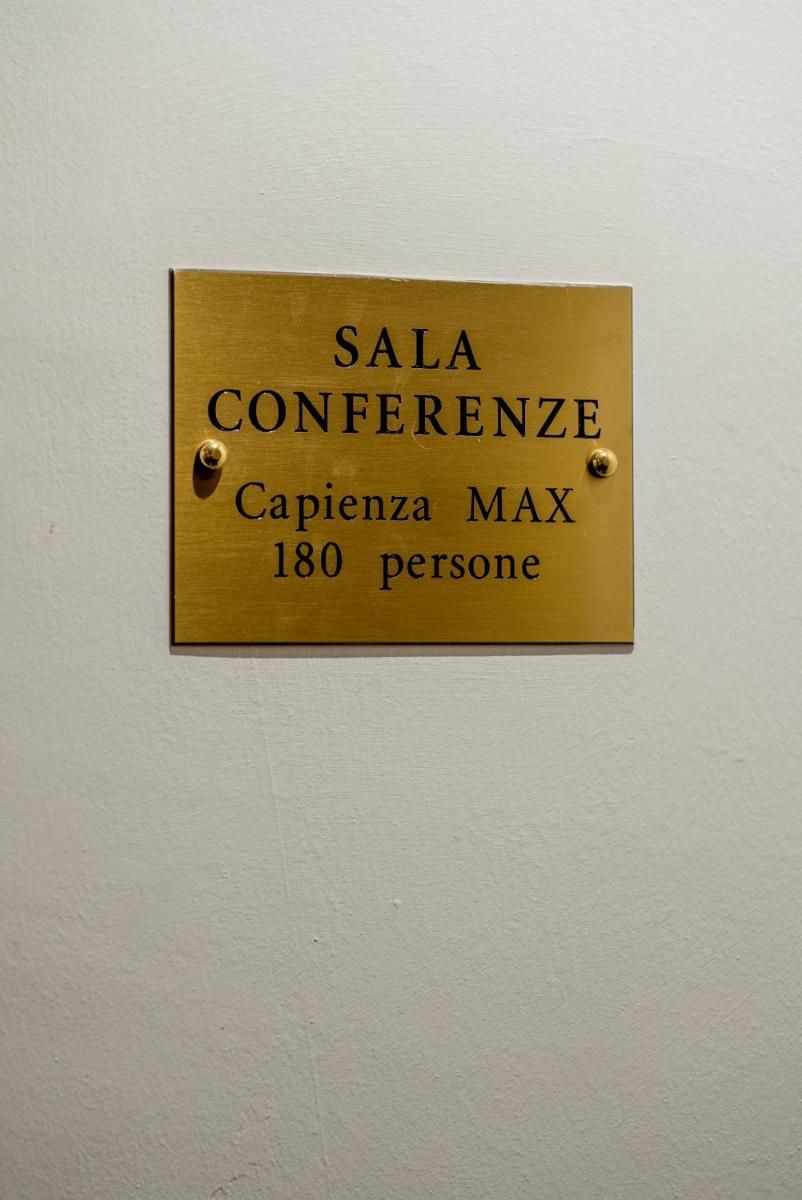 SALA
CONFERENZE
Capienza MAX
180 persone